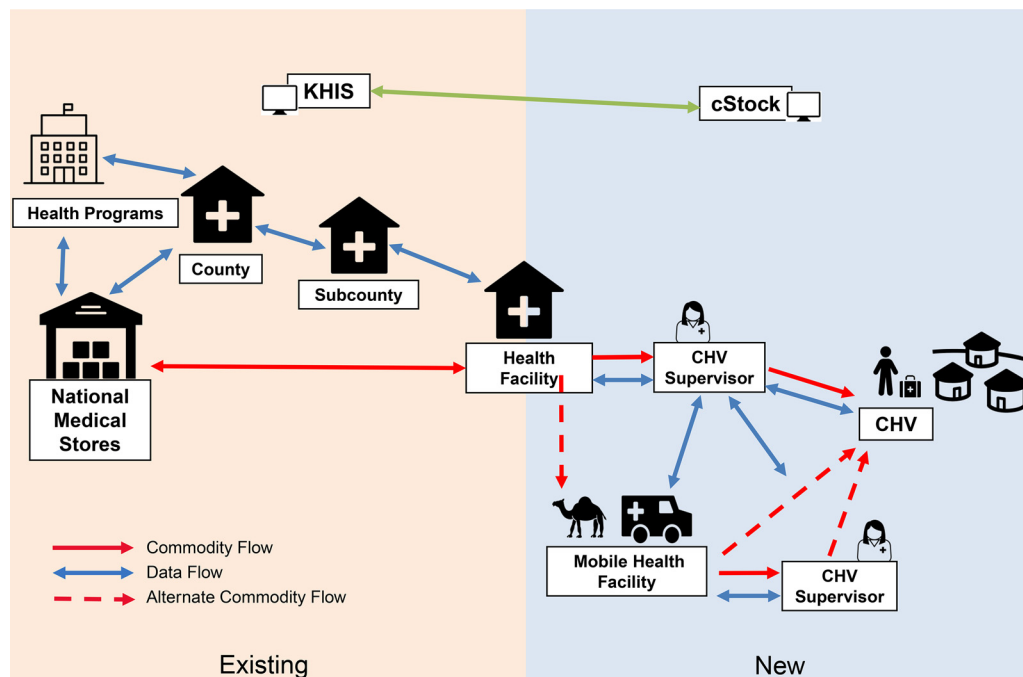 KHIS
cStock
Health Programs
County
Subcounty
National
Medical
Stores
Health
Facility
CHV
Supervisor
CHV
Mobile Health
Facility
CHV
Supervisor
Commodity Flow
Data Flow
Alternate Commodity Flow
Existing
New